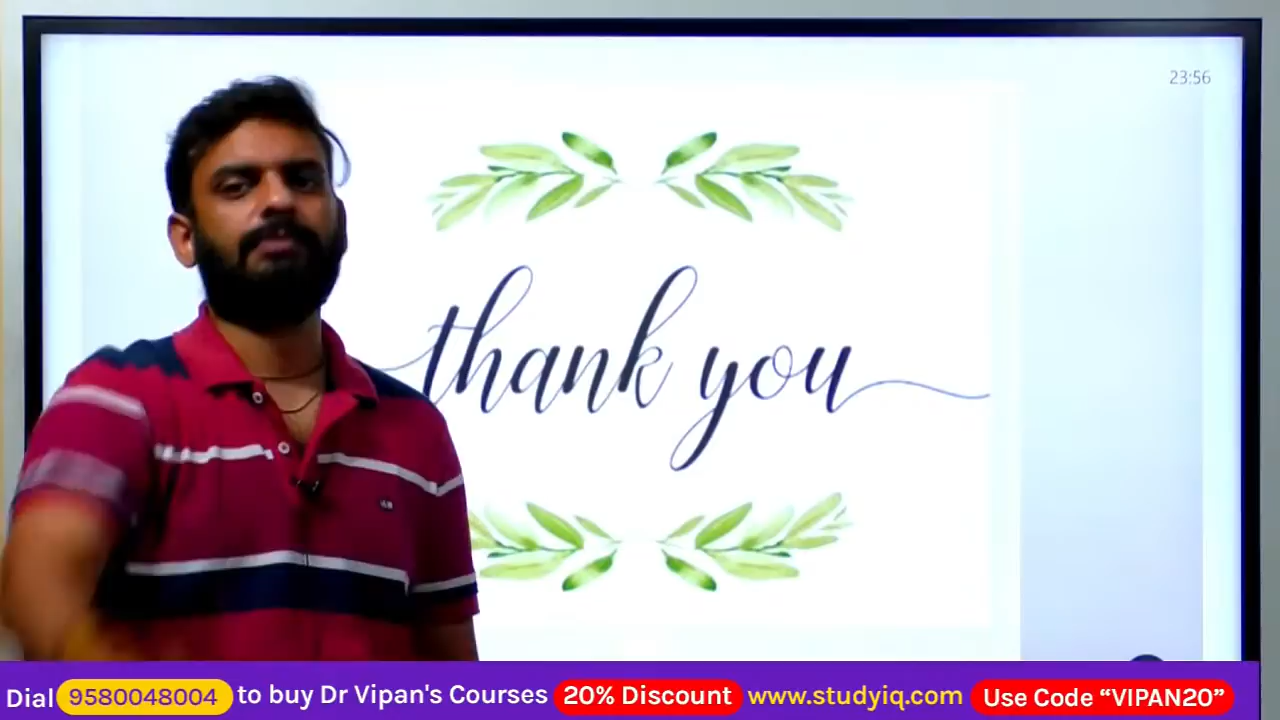 23:56
thank you
Dial 9580048004 to buy Dr Vipan's Courses 20% Discount www.studyiq.com Use Code “VIPAN20”